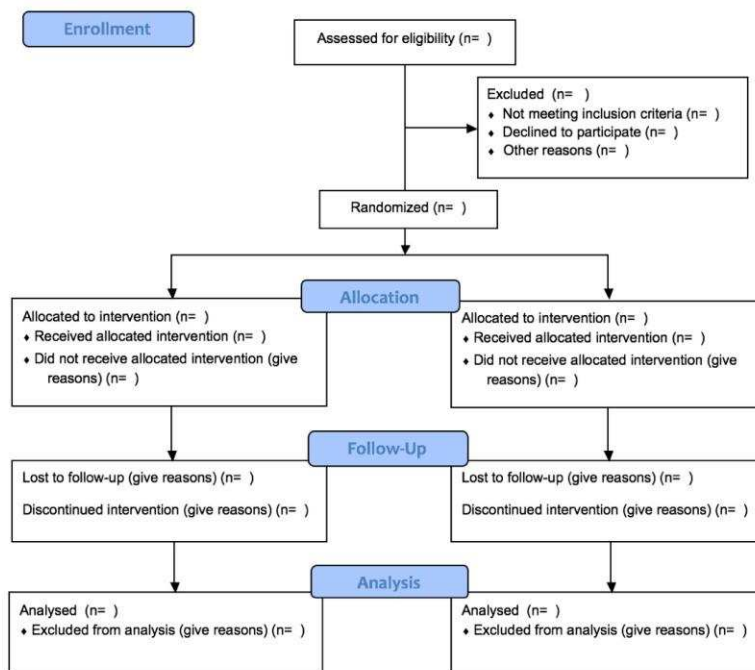 Enrollment
Assessed for eligibility (n= )
Excluded (n= )
♦ Not meeting inclusion criteria (n= )
♦ Declined to participate (n= )
♦ Other reasons (n= )
Randomized (n= )
Allocation
Allocated to intervention (n= )
♦ Received allocated intervention (n= )
♦ Did not receive allocated intervention (give
reasons) (n= )
Allocated to intervention (n= )
♦ Received allocated intervention (n= )
♦ Did not receive allocated intervention (give
reasons) (n= )
Follow-Up
Lost to follow-up (give reasons) (n= )
Discontinued intervention (give reasons) (n= )
Lost to follow-up (give reasons) (n= )
Discontinued intervention (give reasons) (n= )
Analysis
Analysed (n= )
♦ Excluded from analysis (give reasons) (n= )
Analysed (n= )
♦ Excluded from analysis (give reasons) (n= )